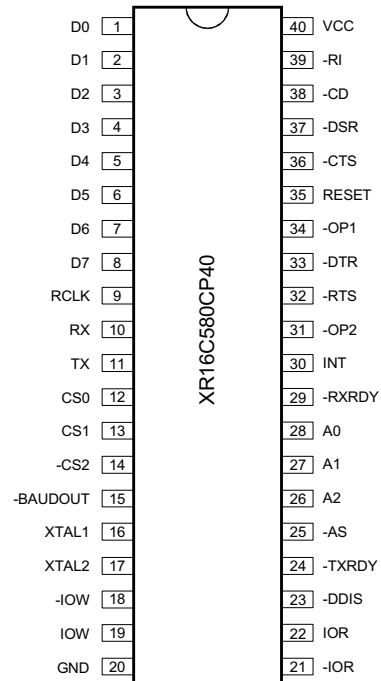 D0 1 40 VCC
D1 2 39 -RI
D2 3 38 -CD
D3 4 37 -DSR
D4 5 36 -CTS
D5 6 35 RESET
D6 7 34 -OP1
D7 8 33 -DTR
RCLK 9 32 -RTS
RX 10 31 -OP2
TX 11 30 INT
CS0 12 29 -RXRDY
CS1 13 28 A0
-CS2 14 27 A1
-BAUDOUT 15 26 A2
XTAL1 16 25 -AS
XTAL2 17 24 -TXRDY
-IOW 18 23 -DDIS
IOW 19 22 IOR
GND 20 21 -IOR
XR16C580CP40